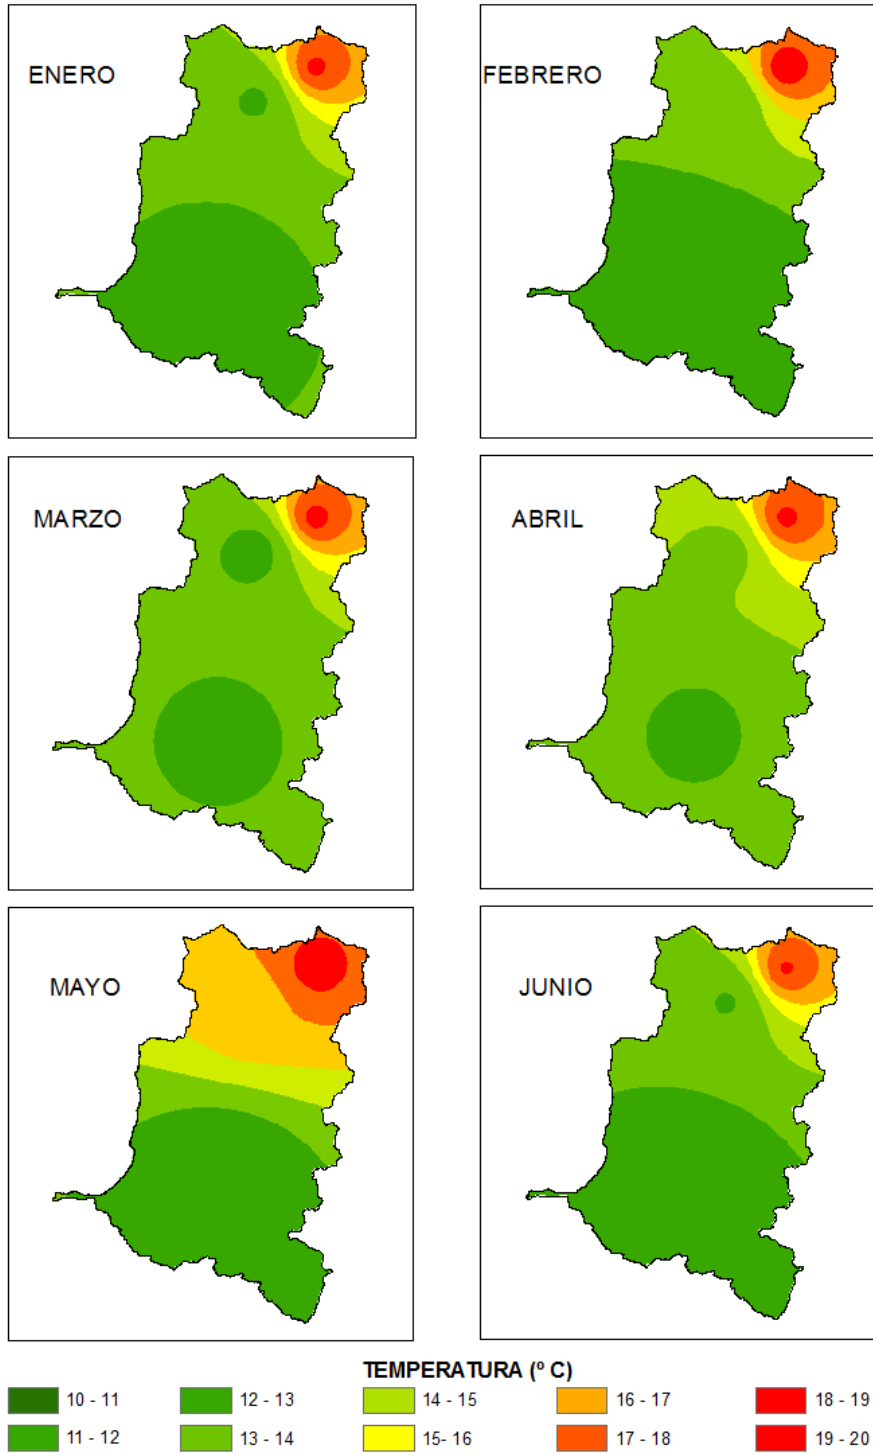 ENERO
FEBRERO
MARZO
ABRIL
MAYO
JUNIO
TEMPERATURA (º C)
10 - 11
12 - 13
14 - 15
16 - 17
18 - 19
11 - 12
13 - 14
15- 16
17 - 18
19 - 20